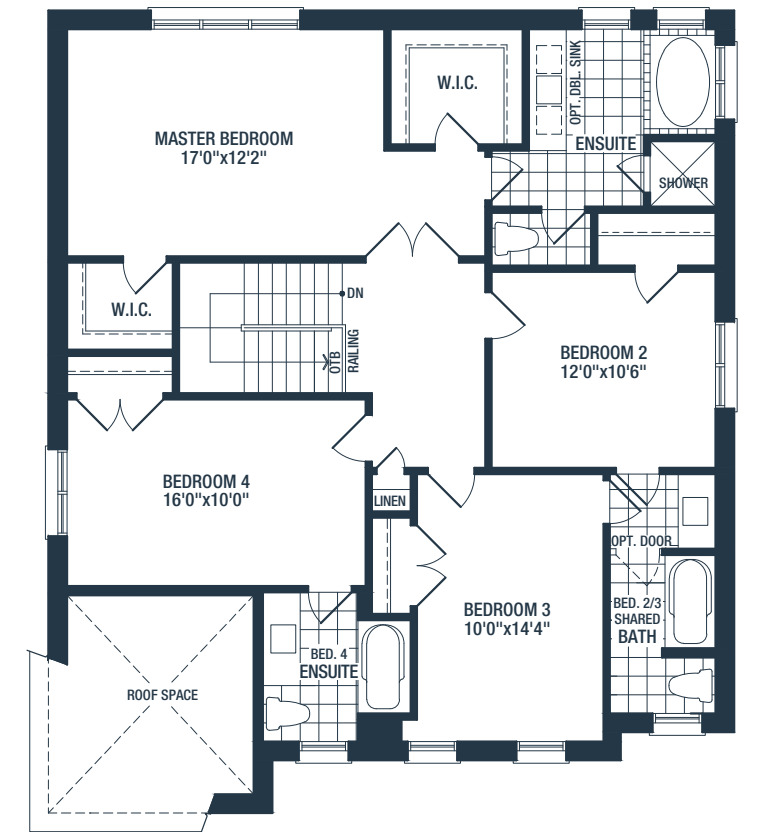 W.I.C.
OPT. DBL. SINK
MASTER BEDROOM
17'0"x12'2"
ENSUITE
SHOWER
W.I.C.
DN
OTB
RAILING
BEDROOM 2
12'0"x10'6"
BEDROOM 4
16'0"x10'0"
LINEN
OPT. DOOR
BED. 2/3
SHARED
BATH
BEDROOM 3
10'0"x14'4"
BED. 4
ENSUITE
ROOF SPACE